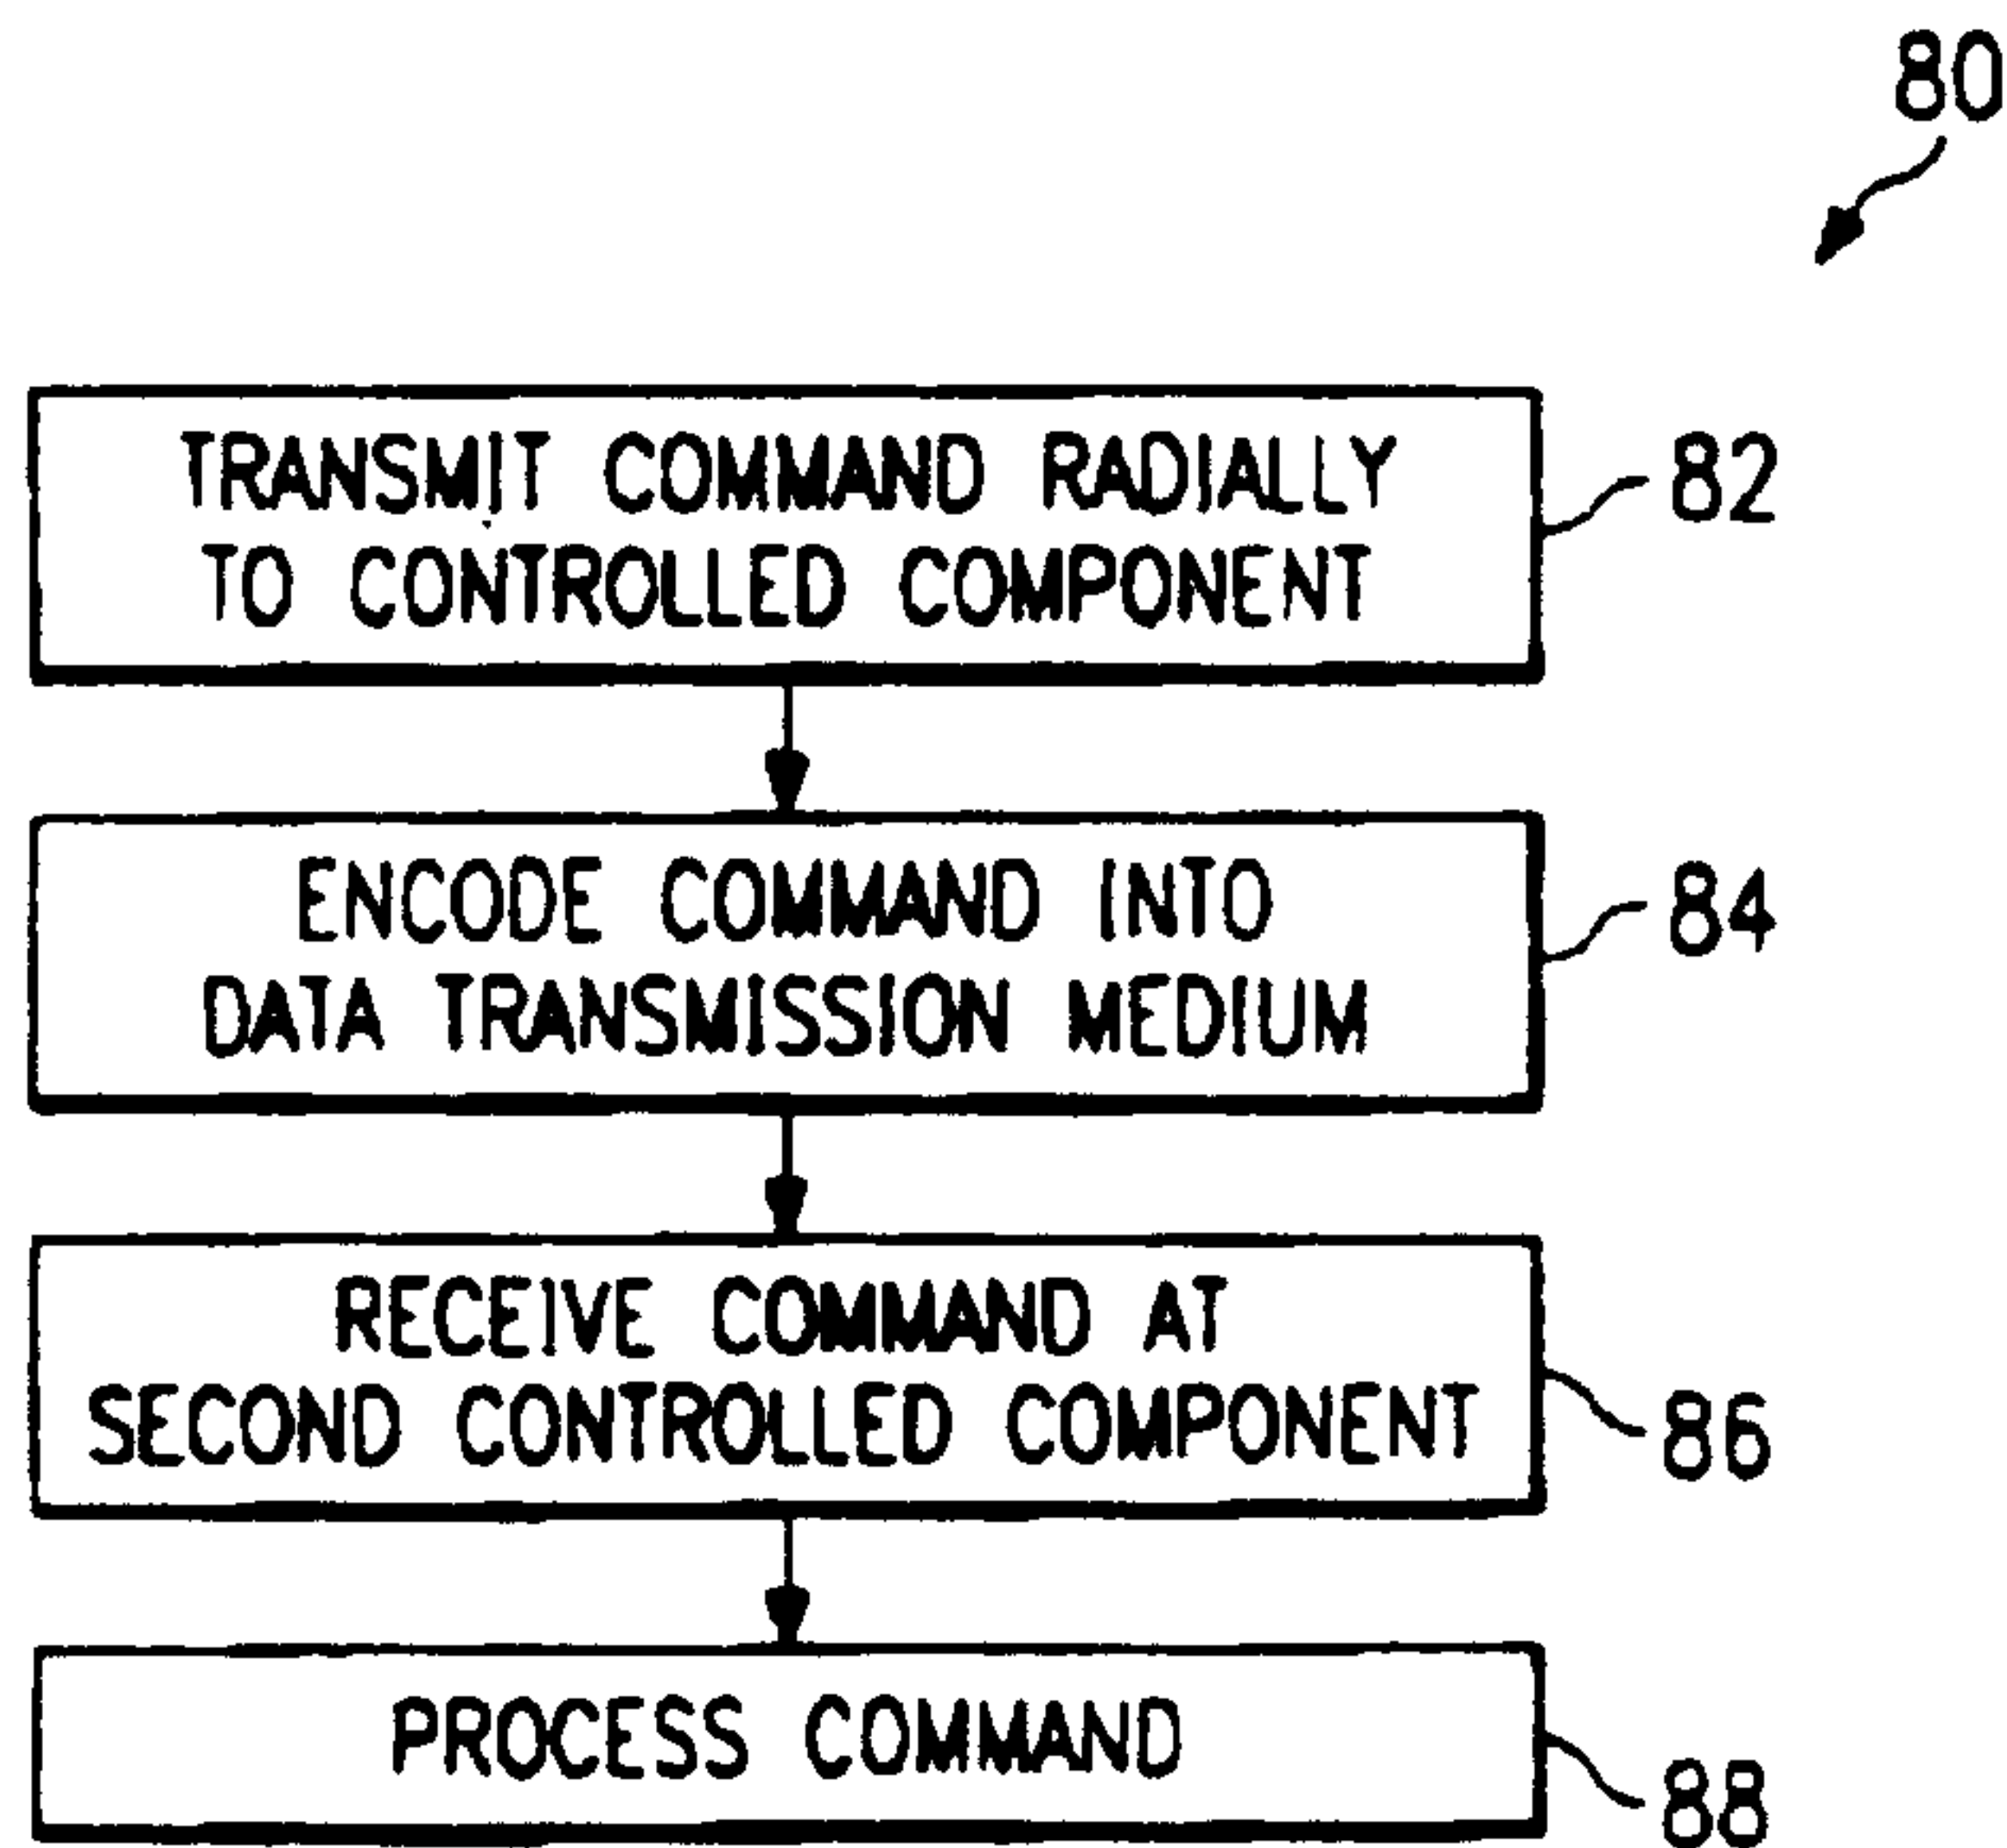 80
TRANSMIT COMMAND RADIALLY
TO CONTROLLED COMPONENT
82
ENCODE COMMAND INTO
DATA TRANSMISSION MEDIUM
84
RECEIVE COMMAND AT
SECOND CONTROLLED COMPONENT
86
PROCESS COMMAND
88